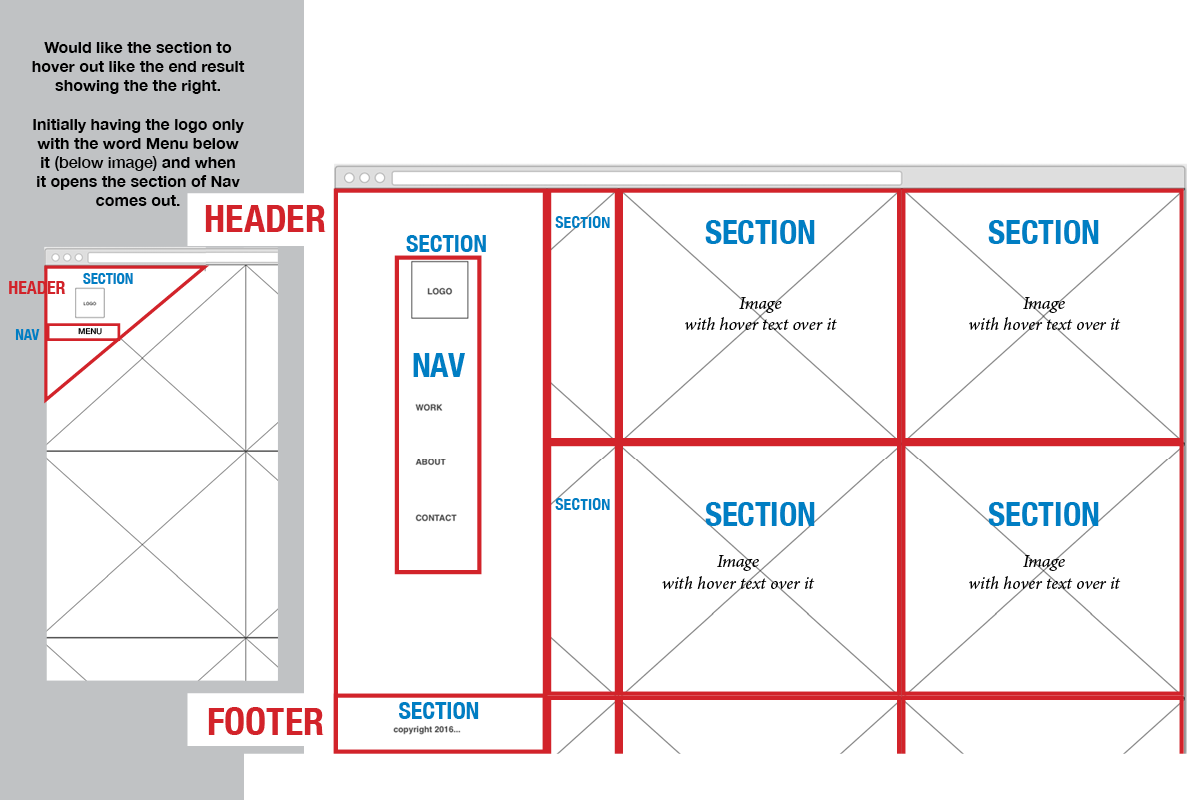 Would like the section to
hover out like the end result
showing the the right.
Initially having the logo only
with the word Menu below
it (below image) and when
it opens the section of Nav
comes out.
HEADER
SECTION
HEADER
LOGO
NAV
MENU
SECTION
LOGO
NAV
WORK
ABOUT
CONTACT
SECTION
SECTION
Image
with hover text over it
SECTION
Image
with hover text over it
SECTION
SECTION
Image
with hover text over it
SECTION
Image
with hover text over it
FOOTER
SECTION
copyright 2016...